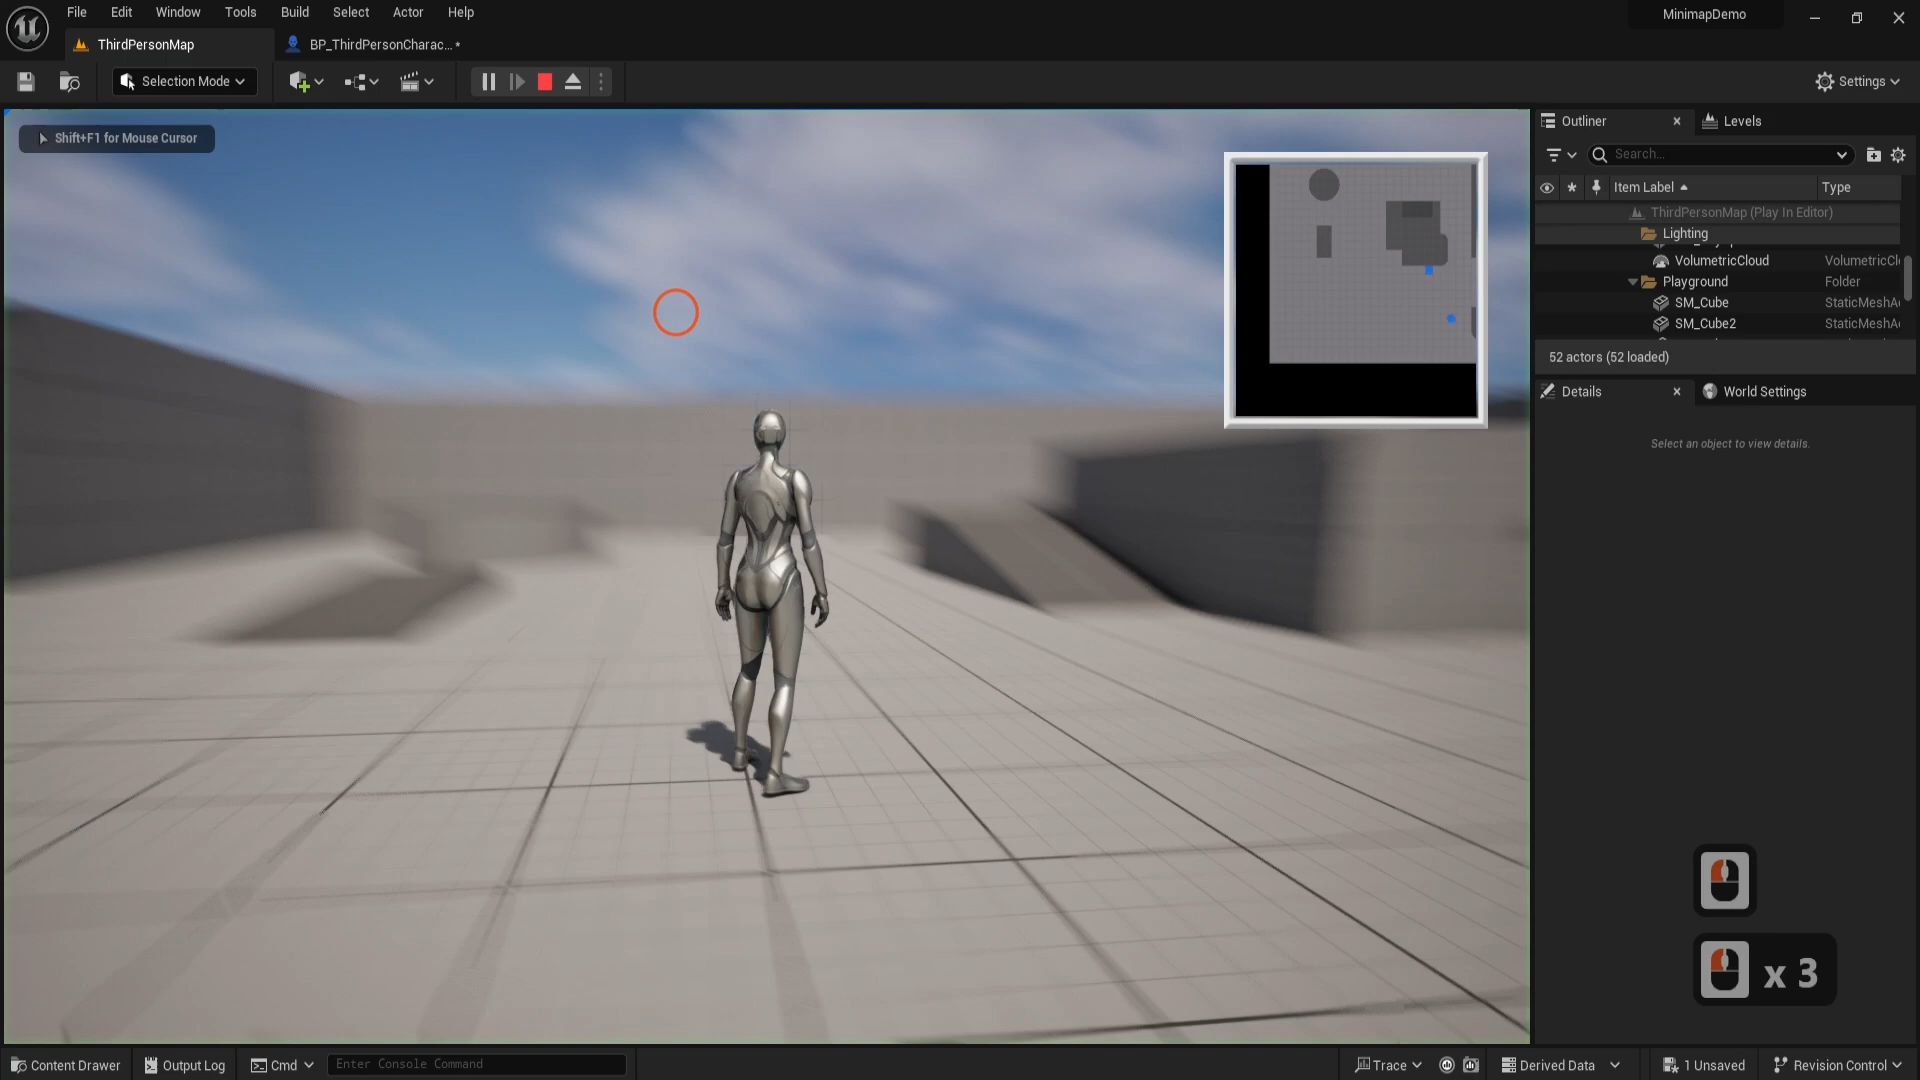 File Edit Window Tools Build Select Actor Help
MinimapDemo
ThirdPersonMap
BP_ThirdPersonCharac... *
Selection Mode
Settings
Shift+F1 for Mouse Cursor
Outliner
Levels
Search...
Item Label
Type
ThirdPersonMap (Play In Editor)
Lighting
VolumetricCloud VolumetricCl
Playground Folder
SM_Cube StaticMeshA
SM_Cube2 StaticMeshA
52 actors (52 loaded)
Details
World Settings
Select an object to view details.
x 3
Content Drawer
Output Log
Cmd
Enter Console Command
Trace
Derived Data
1 Unsaved
Revision Control